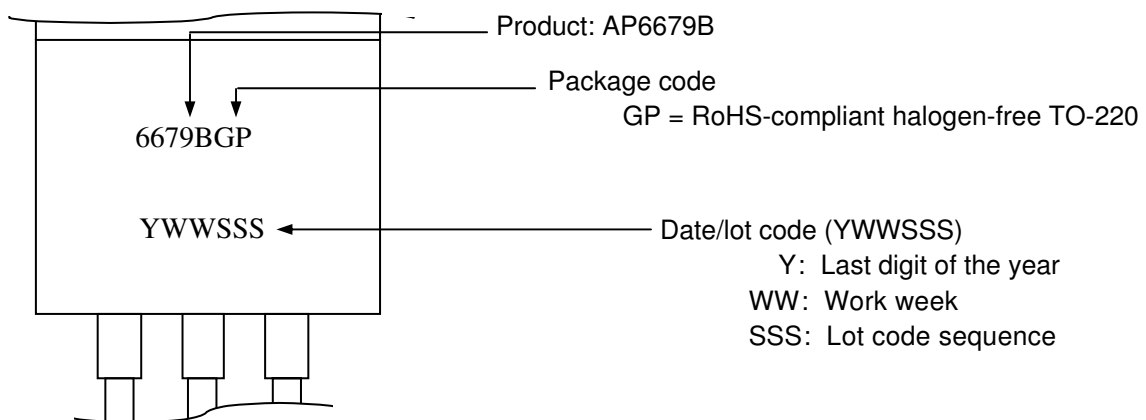 Product: AP6679B
Package code
GP = RoHS-compliant halogen-free TO-220
6679BGP
YWWSSS
Date/lot code (YWWSSS)
Y: Last digit of the year
WW: Work week
SSS: Lot code sequence